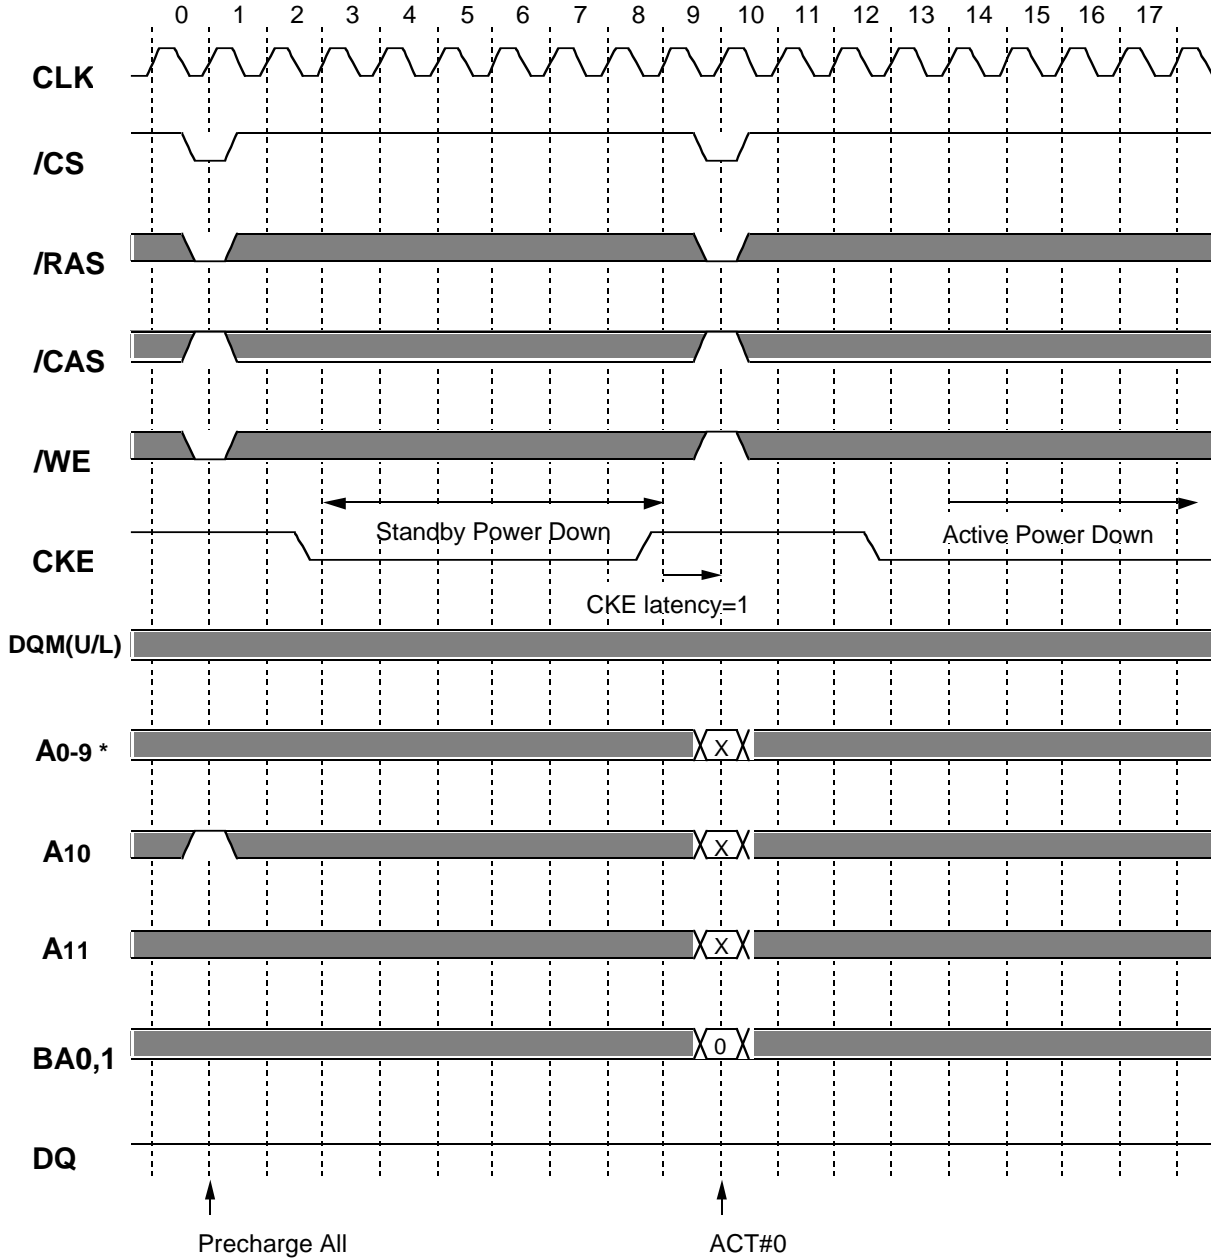 0 1 2 3 4 5 6 7 8 9 10 11 12 13 14 15 16 17
CLK
/CS
/RAS
/CAS
/WE
Standby Power Down
Active Power Down
CKE
CKE latency=1
DQM(U/L)
A0-9 *
X
A10
X
A11
X
BA0,1
0
DQ
Precharge All
ACT#0